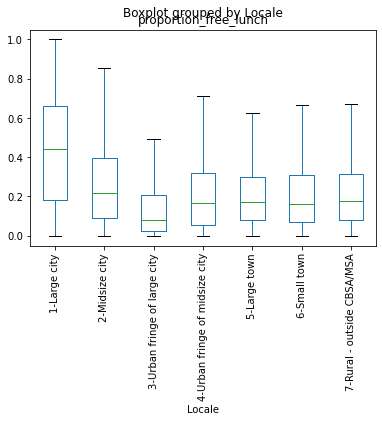 Boxplot grouped by Locale
proportion_free_lunch
1.0
0.8
0.6
0.4
0.2
0.0
1-Large city
2-Midsize city
3-Urban fringe of large city
4-Urban fringe of midsize city
5-Large town
6-Small town
7-Rural - outside CBSA/MSA
Locale